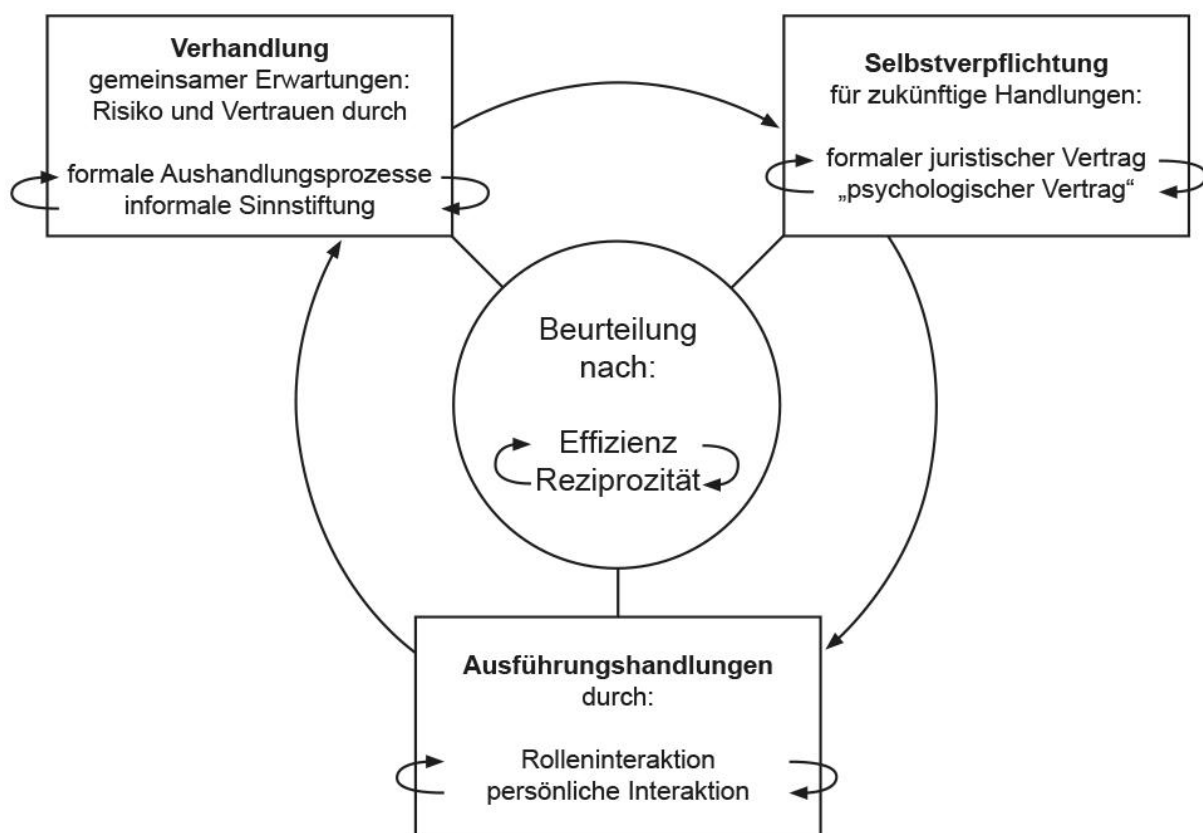 Verhandlung
gemeinsamer Erwartungen:
Risiko und Vertrauen durch
formale Aushandlungsprozesse
informale Sinnstiftung
Selbstverpflichtung
für zukünftige Handlungen:
formaler juristischer Vertrag
„psychologischer Vertrag“
Beurteilung
nach:
Effizienz
Reziprozität
Ausführungshandlungen
durch:
Rolleninteraktion
persönliche Interaktion